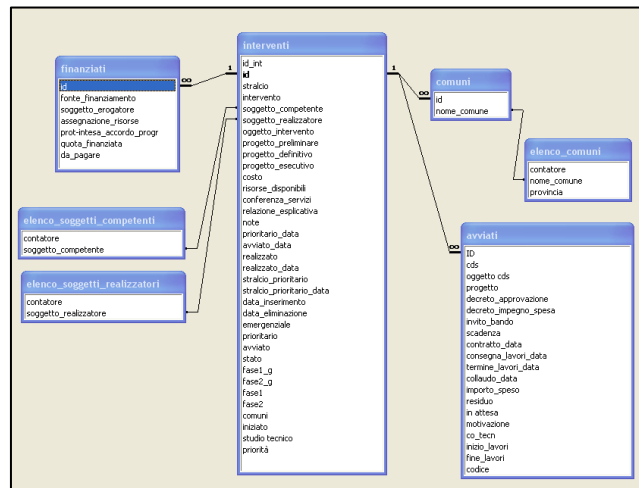 finanziati
id
fonte_finanziamento
soggetto_erogatore
assegnazione_risorse
prot-intesa_accordo_progr
quota_finanziata
da_pagare
elenco_soggetti_competenti
contatore
soggetto_competente
elenco_soggetti_realizzatori
contatore
soggetto_realizzatore
∞
1
interventi
id_int
id
stralcio
intervento
soggetto_competente
soggetto_realizzatore
oggetto_intervento
progetto_preliminare
progetto_definitivo
progetto_esecutivo
costo
risorse_disponibili
conferenza_servizi
relazione_esplicativa
note
prioritario_data
avviato_data
realizzato
realizzato_data
stralcio_prioritario
stralcio_prioritario_data
data_inserimento
data_eliminazione
emergenziale
prioritario
avviato
stato
fase1_g
fase2_g
fase1
fase2
comuni
iniziato
studio tecnico
priorità
1
∞
∞
comuni
id
nome_comune
elenco_comuni
contatore
nome_comune
provincia
avviati
ID
cds
oggetto cds
progetto
decreto_approvazione
decreto_impegno_spesa
invito_bando
scadenza
contratto_data
consegna_lavori_data
termine_lavori_data
collaudo_data
importo_speso
residuo
in attesa
motivazione
co_tecn
inizio_lavori
fine_lavori
codice